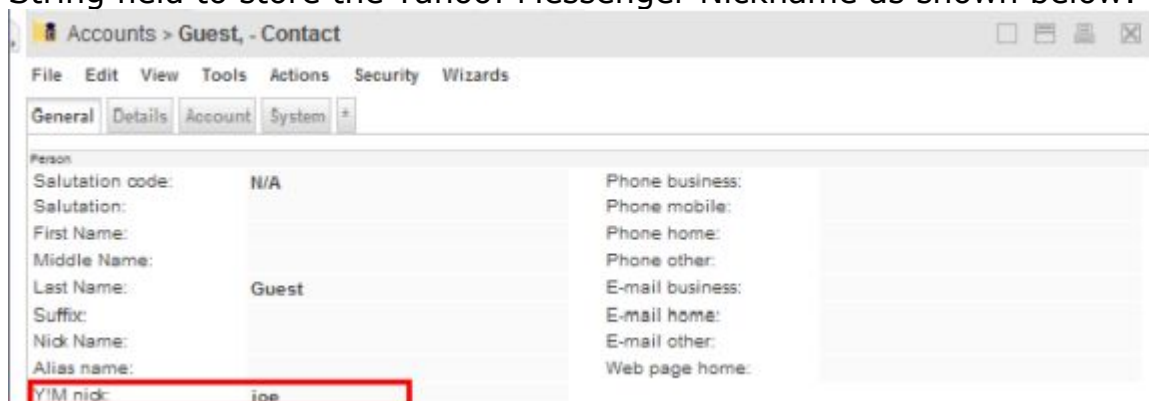 String field to store the Yahoo! Messenger Nickname as shown below:
Accounts > Guest, - Contact
File Edit View Tools Actions Security Wizards
General Details Account System +
Person
Salutation code: N/A Phone business:
Salutation: Phone mobile:
First Name: Phone home:
Middle Name: Phone other:
Last Name: Guest E-mail business:
Suffix: E-mail home:
Nick Name: E-mail other:
Alias name: Web page home:
Y!M nick: joe